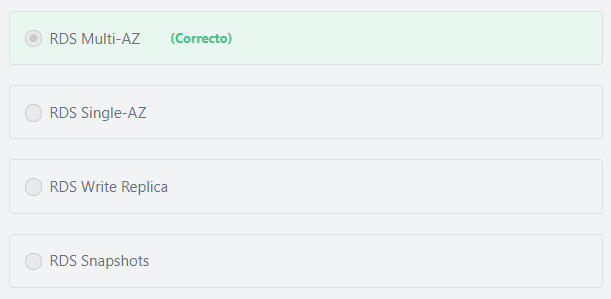 RDS Multi-AZ (Correcto)
RDS Single-AZ
RDS Write Replica
RDS Snapshots